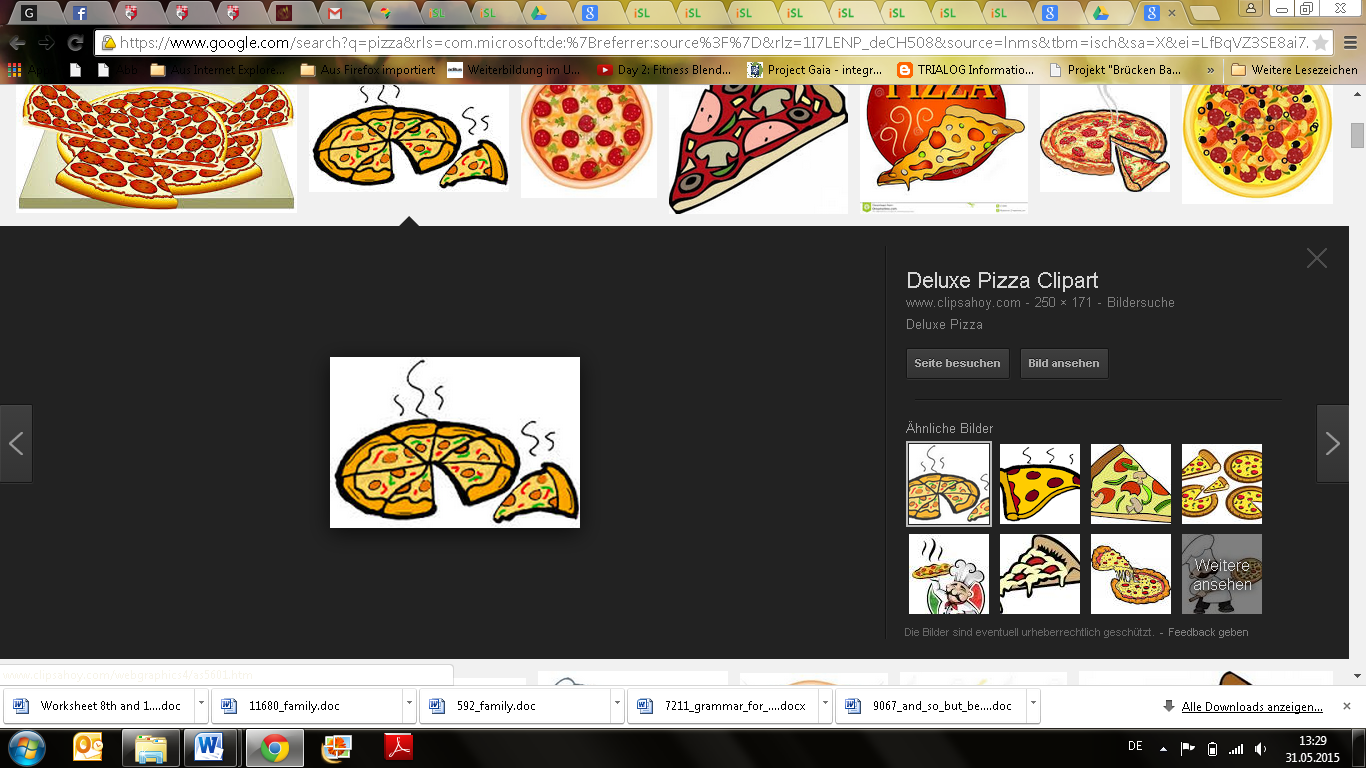 https://www.google.com/search?q=pizza&rls=com.microsoft:de:%7Breferrer:source%3F%7D&rlz=1I7LENP_deCH508&source=lnms&tbm=isch&sa=X&ei=LfBqVZ3SE8ai7.
Aus Internet Explore... Aus Firefox importiert Weiterbildung im U... Day 2: Fitness Blend... Project Gaia - integr... TRIALOG Informatio... Projekt "Brücken Ba... » Weitere Lesezeichen
PIZZA
Deluxe Pizza Clipart
www.clipsahoy.com - 250 × 171 - Bildersuche
Deluxe Pizza
Seite besuchen Bild ansehen
Ähnliche Bilder
Weitere
ansehen
Die Bilder sind eventuell urheberrechtlich geschützt. - Feedback geben
Worksheet 8th and 1....doc 11680_family.doc 592_family.doc 7211_grammar_for_....docx 9067_and_so_but_be....doc Alle Downloads anzeigen...
DE 13:29
31.05.2015